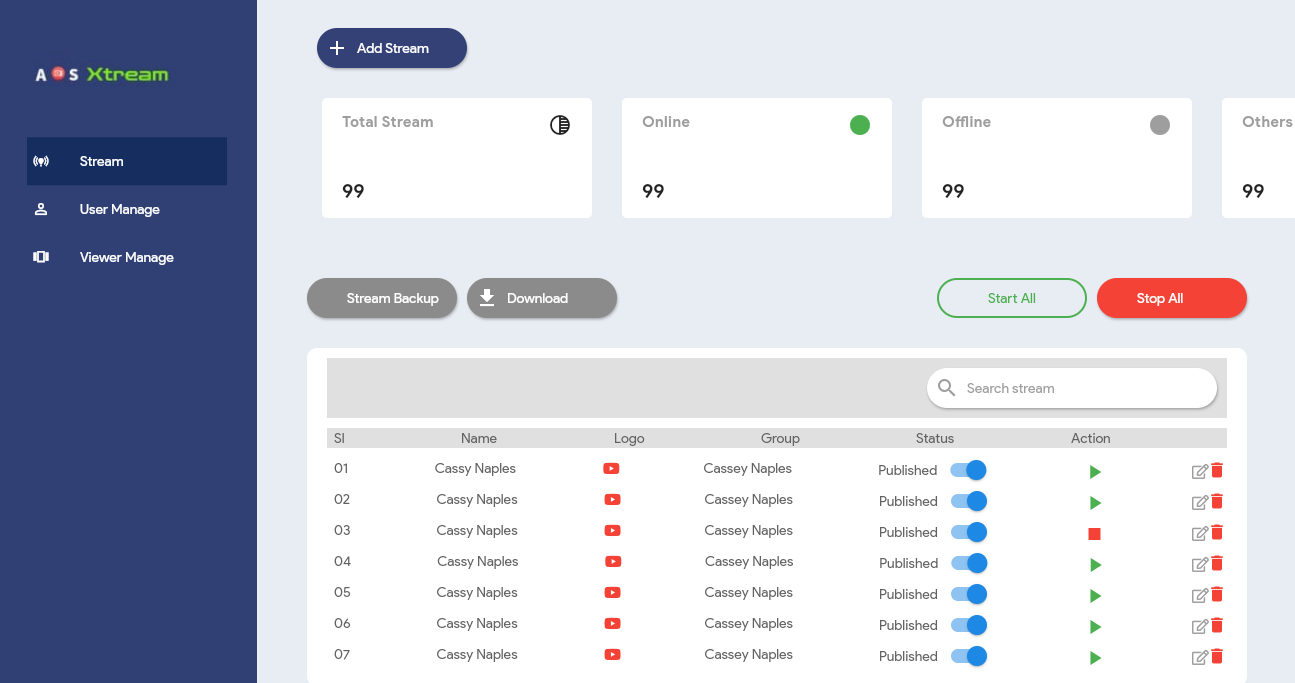 Add Stream
A S Xtream
Total Stream Online Offline Others
99 99 99 99
Stream
User Manage
Viewer Manage
Stream Backup Download Start All Stop All
Search stream
Sl Name Logo Group Status Action
01 Cassy Naples Cassey Naples Published
02 Cassy Naples Cassey Naples Published
03 Cassy Naples Cassey Naples Published
04 Cassy Naples Cassey Naples Published
05 Cassy Naples Cassey Naples Published
06 Cassy Naples Cassey Naples Published
07 Cassy Naples Cassey Naples Published